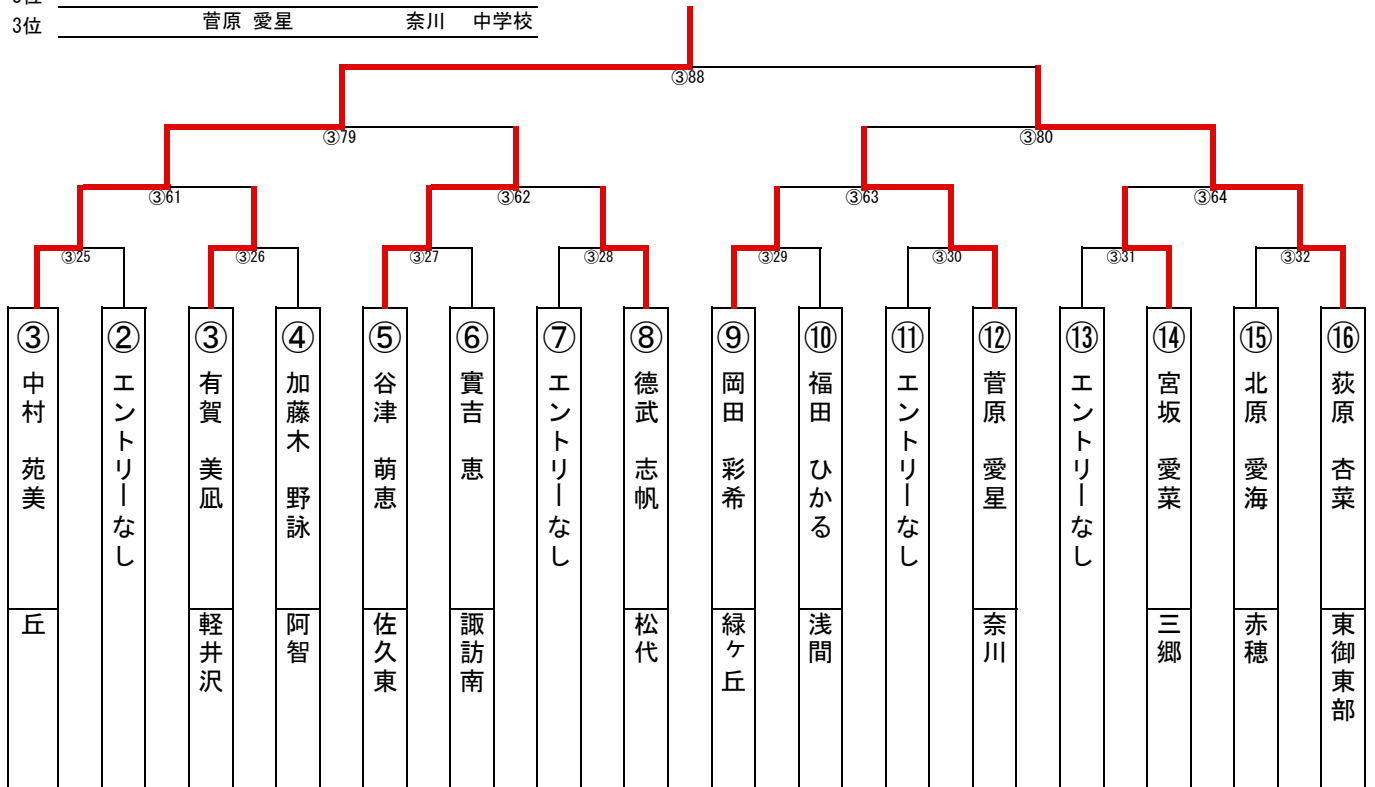 3位 菅原 愛星 奈川 中学校
③88
③79 ③80
③61 ③62 ③63 ③64
③25 ③26 ③27 ③28 ③29 ③30 ③31 ③32
③ 中村 苑美 丘
② エントリーなし
③ 有賀 美凪 軽井沢
④ 加藤木 野詠 阿智
⑤ 谷津 萌恵 佐久東
⑥ 實吉 恵 諏訪南
⑦ エントリーなし
⑧ 德武 志帆 松代
⑨ 岡田 彩希 緑ケ丘
⑩ 福田 ひかる 浅間
⑪ エントリーなし
⑫ 菅原 愛星 奈川
⑬ エントリーなし
⑭ 宮坂 愛菜 三郷
⑮ 北原 愛海 赤穂
⑯ 荻原 杏菜 東御東部